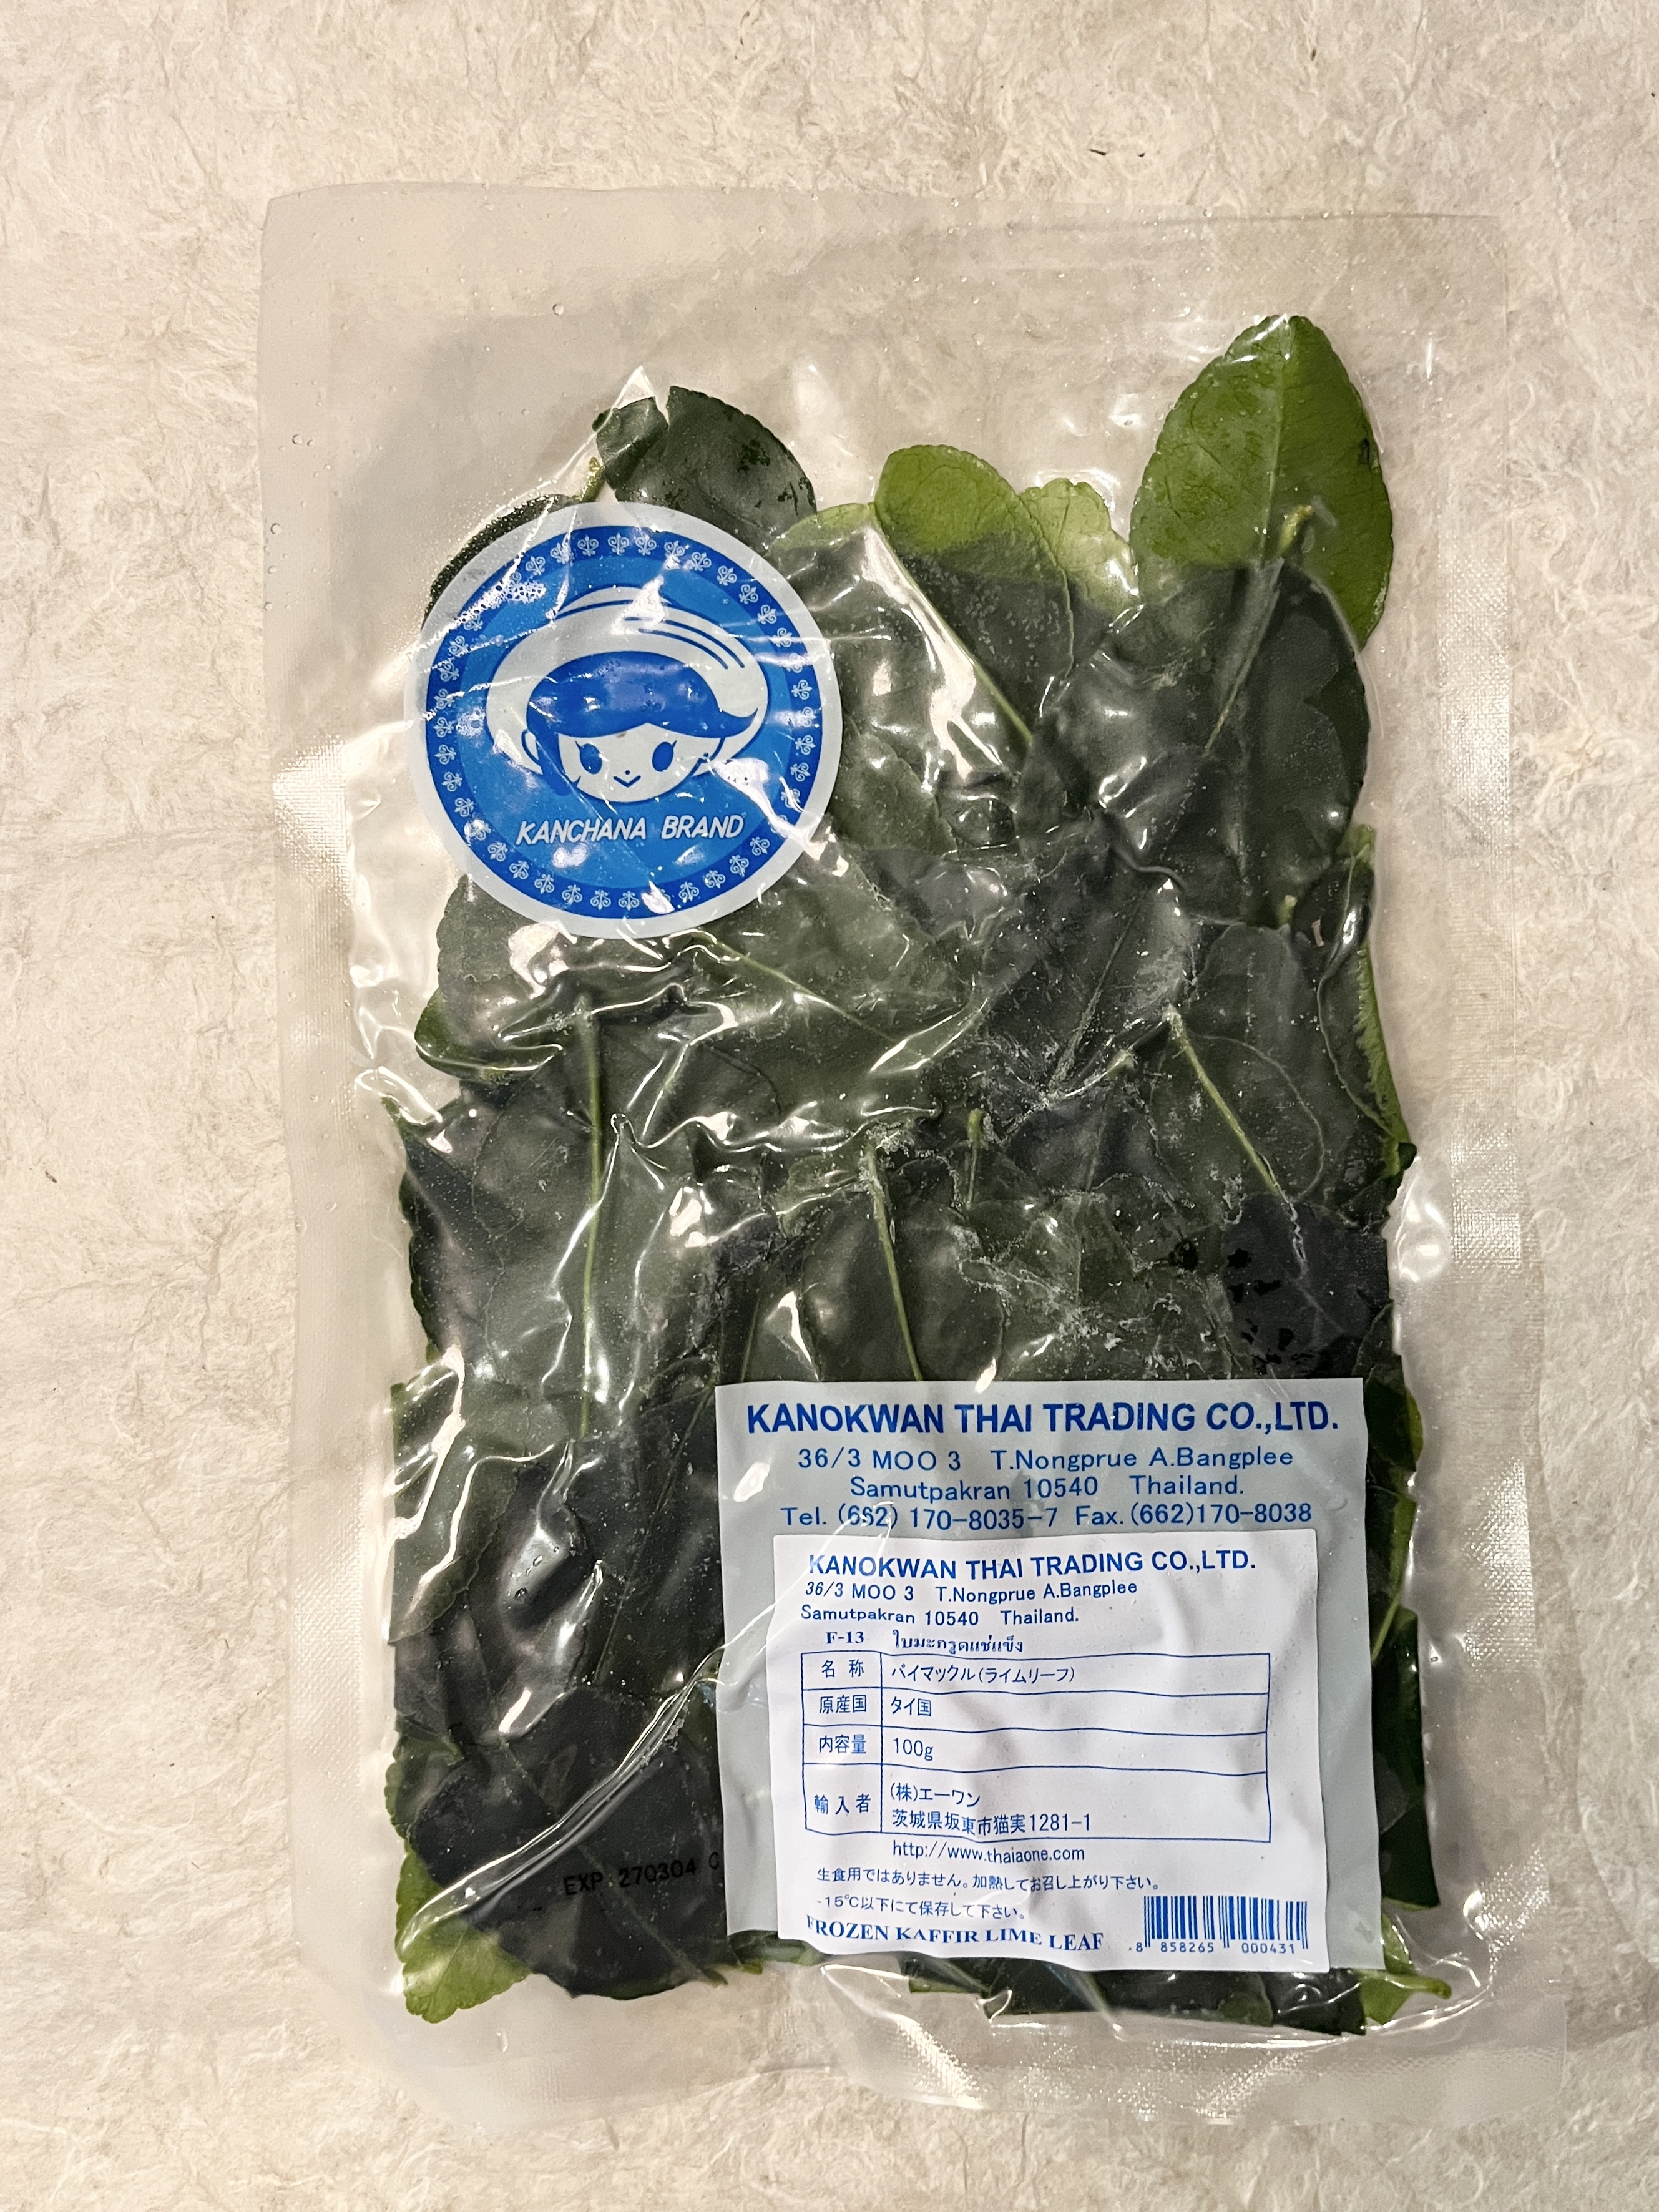 KANCHANA BRAND
KANOKWAN THAI TRADING CO.,LTD.
36/3 MOO 3 T.Nongprue A.Bangplee
Samutpakran 10540 Thailand.
Tel. (662) 170-8035-7 Fax. (662)170-8038
KANOKWAN THAI TRADING CO.,LTD.
36/3 MOO 3 T.Nongprue A.Bangplee
Samutpakran 10540 Thailand.
F-13 ใบมะกรูดแช่แข็ง
名 称 バイマックル(ライムリーフ)
原産国 タイ国
内容量 100g
輸入者 (株)エーワン
茨城県坂東市猫実1281-1
http://www.thaiaone.com
生食用ではありません。加熱してお召し上がり下さい。
-15℃以下にて保存して下さい。
FROZEN KAFFIR LIME LEAF
8 858265 000431
EXP 270304